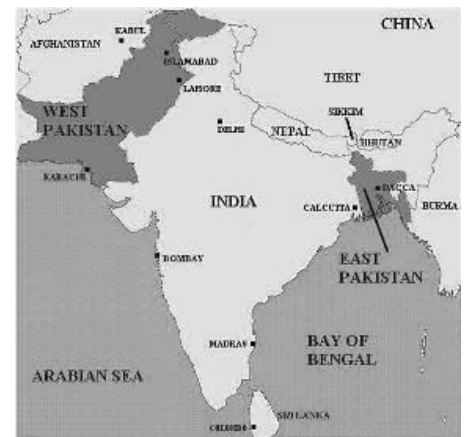 KABUL
CHINA
AFGHANISTAN
ISLAMABAD
LAHORE
TIBET
WEST
PAKISTAN
DELHI
SIKKIM
NEPAL
BHUTAN
KARACHI
DACCA
INDIA
CALCUTTA
BURMA
EAST
PAKISTAN
BOMBAY
MADRAS
BAY OF
BENGAL
ARABIAN SEA
SRI LANKA
COLOMBO